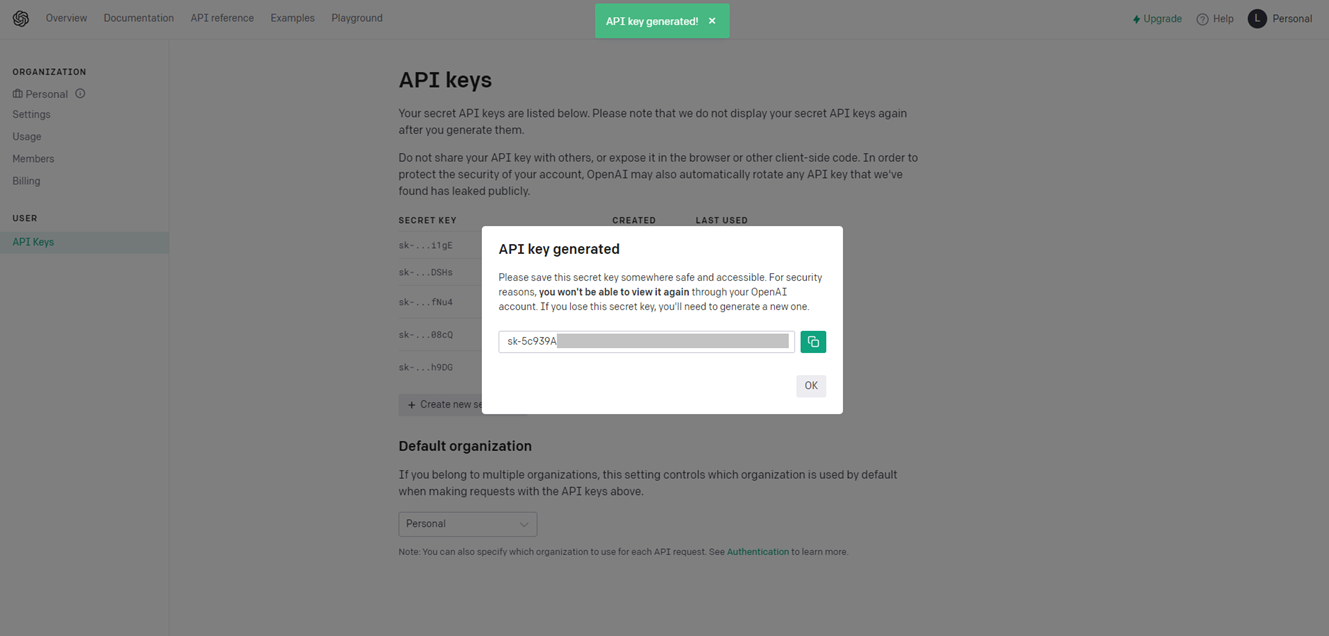 Overview Documentation API reference Examples Playground
API key generated! ×
Upgrade Help L Personal
ORGANIZATION
Personal
Settings
Usage
Members
Billing
USER
API Keys
API keys
Your secret API keys are listed below. Please note that we do not display your secret API keys again
after you generate them.
Do not share your API key with others, or expose it in the browser or other client-side code. In order to
protect the security of your account, OpenAI may also automatically rotate any API key that we've
found has leaked publicly.
SECRET KEY CREATED LAST USED
sk-...i1gE
sk-...DSHs
sk-...fNu4
sk-...08cQ
sk-...h9DG
+ Create new se
API key generated
Please save this secret key somewhere safe and accessible. For security
reasons, you won't be able to view it again through your OpenAI
account. If you lose this secret key, you'll need to generate a new one.
sk-5c939A
OK
Default organization
If you belong to multiple organizations, this setting controls which organization is used by default
when making requests with the API keys above.
Personal
Note: You can also specify which organization to use for each API request. See Authentication to learn more.